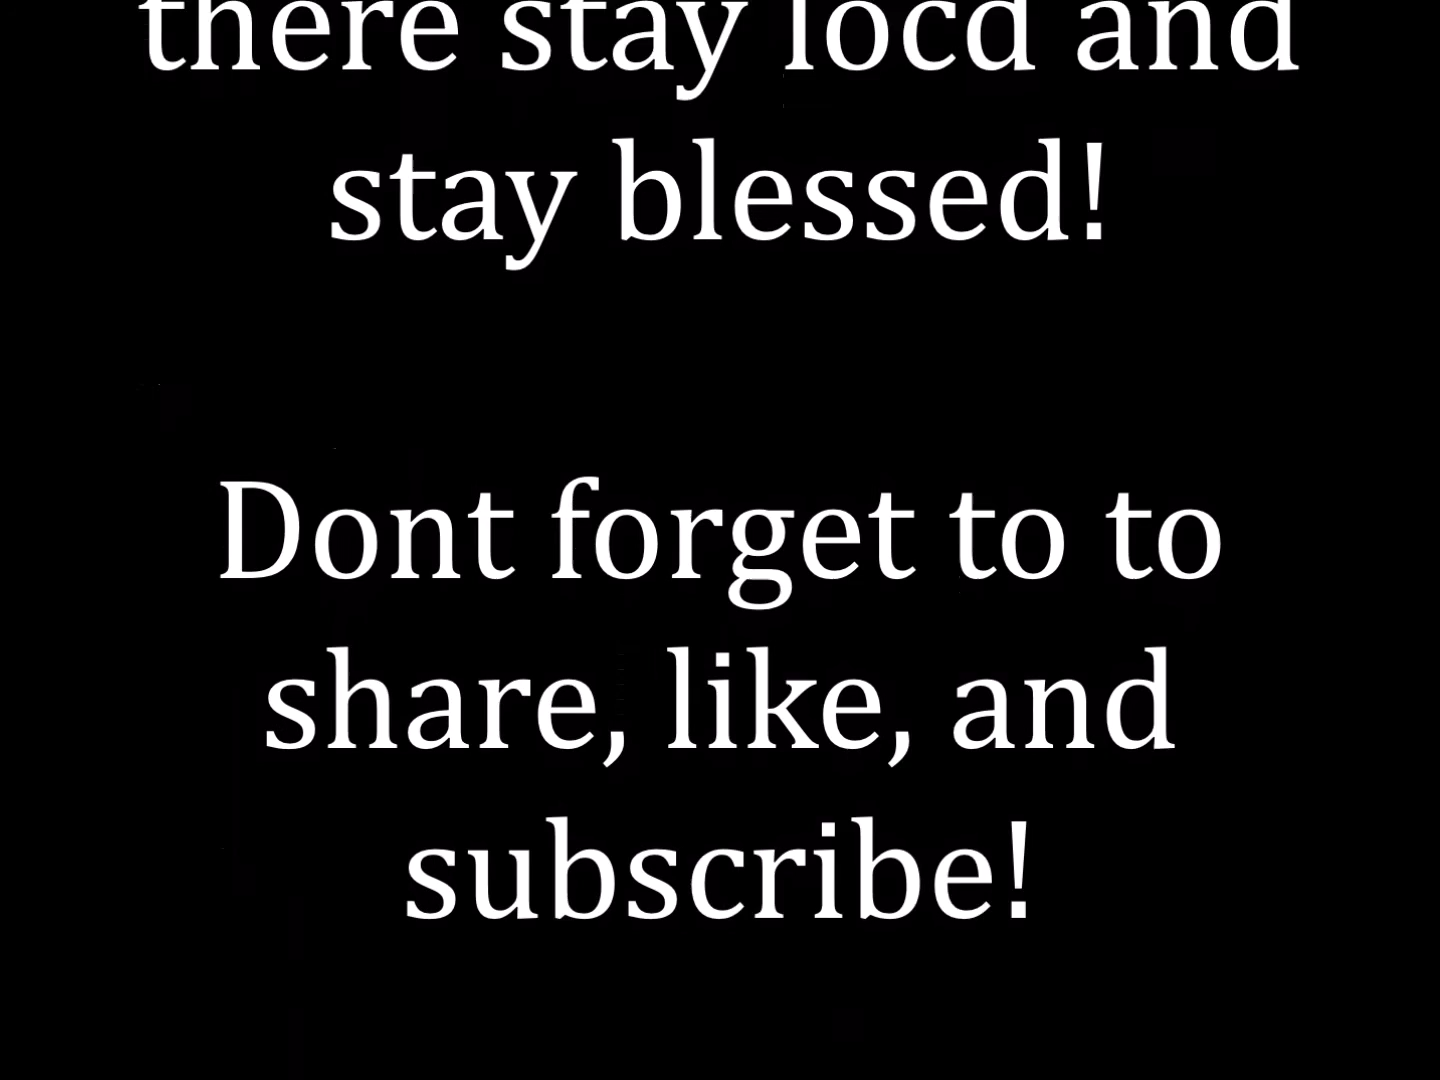 there stay locd and
stay blessed!
Dont forget to to
share, like, and
subscribe!